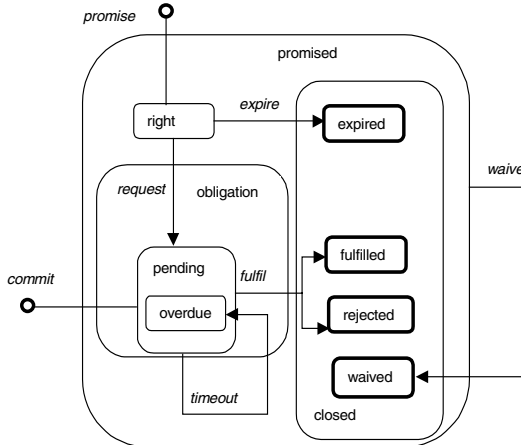 promise
promised
right
expire
expired
request
obligation
waive
pending
fulfil
fulfilled
commit
overdue
rejected
timeout
waived
closed